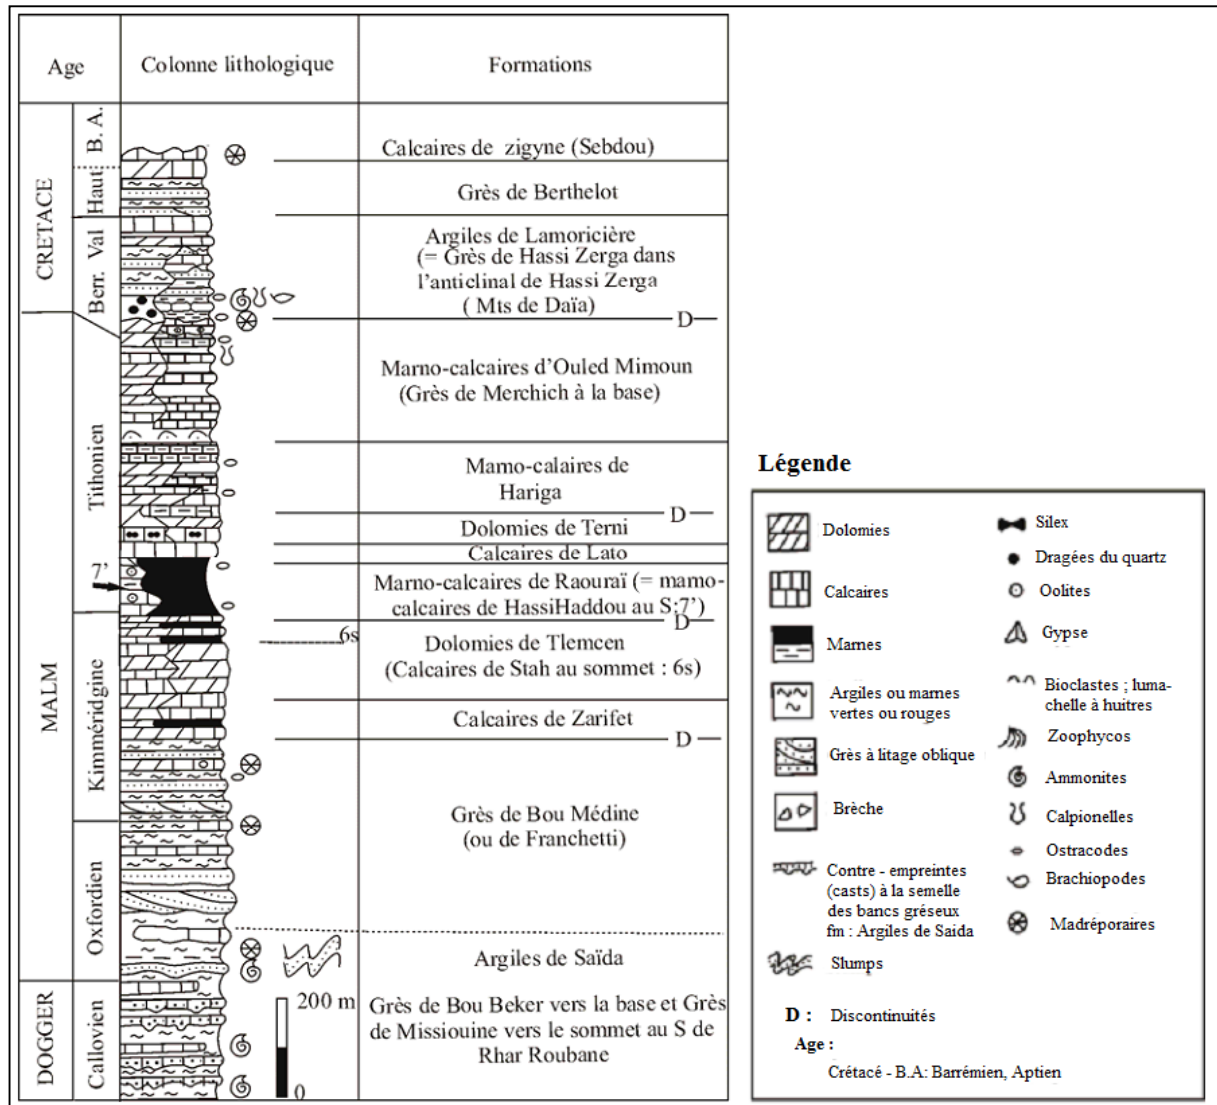 Age
Colonne lithologique
Formations
CRETACE
B. A.
Haut
Berr. Val
MALM
Tithonien
7'
Kimméridgine
Oxfordien
DOGGER
Callovien
6s
200 m
0
Calcaires de zigyne (Sebdou)
Grès de Berthelot
Argiles de Lamoricière
(= Grès de Hassi Zerga dans
l'anticlinal de Hassi Zerga
( Mts de Daïa)
D
Marno-calcaires d'Ouled Mimoun
(Grès de Merchich à la base)
Mamo-calaires de
Hariga
D
Dolomies de Terni
Calcaires de Lato
Marno-calcaires de Raouraï (= mamo-
calcaires de HassiHaddou au S:7')
D
Dolomies de Tlemcen
(Calcaires de Stah au sommet : 6s)
Calcaires de Zarifet
D
Grès de Bou Médine
(ou de Franchetti)
Argiles de Saïda
Grès de Bou Beker vers la base et Grès
de Missiouine vers le sommet au S de
Rhar Roubane
Légende
Dolomies
Calcaires
Marnes
Argiles ou marnes
vertes ou rouges
Grès à litage oblique
Brèche
Contre - empreintes
(casts) à la semelle
des bancs gréseux
fm : Argiles de Saida
Slumps
Silex
Dragées du quartz
Oolites
Gypse
Bioclastes ; luma-
chelle à huitres
Zoophycos
Ammonites
Calpionelles
Ostracodes
Brachiopodes
Madréporaires
D : Discontinuités
Age :
Crétacé - B.A: Barrémien, Aptien